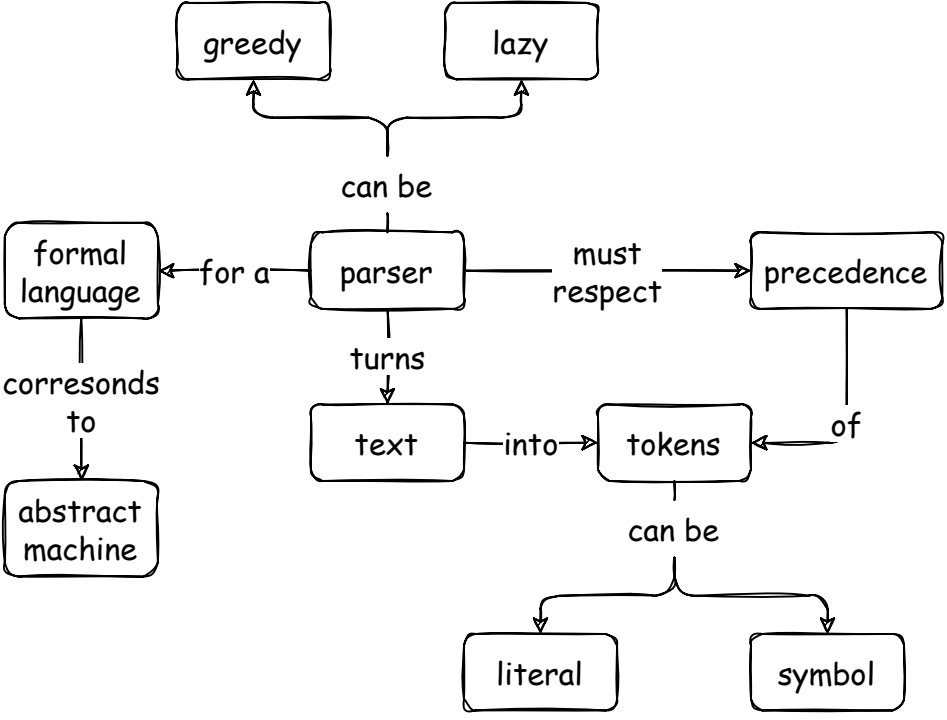 greedy
lazy
can be
formal
language
for a
parser
must
respect
precedence
turns
corresonds
to
text
into
tokens
of
abstract
machine
can be
literal
symbol